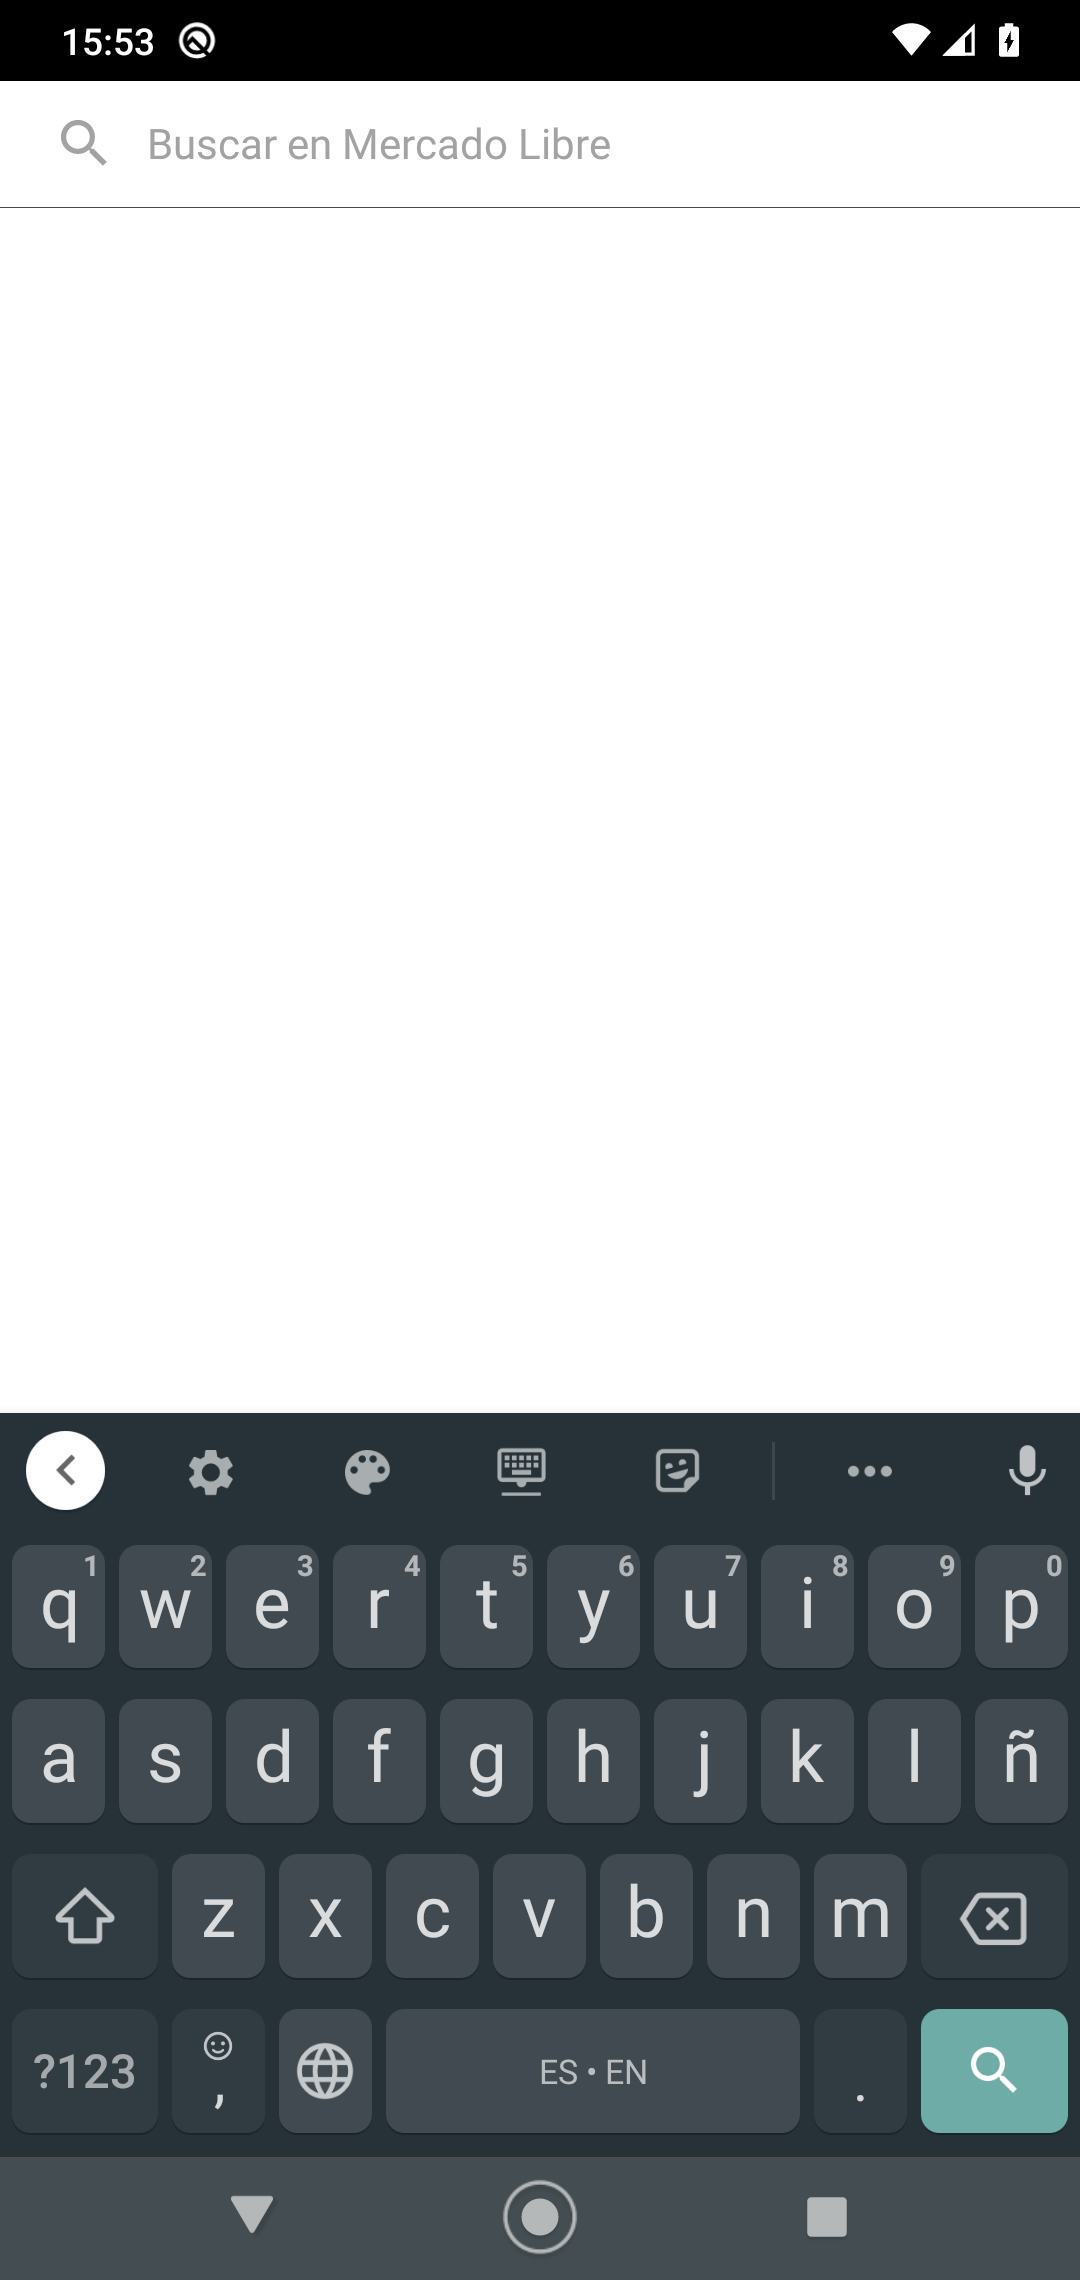 15:53
Buscar en Mercado Libre
1 2 3 4 5 6 7 8 9 0
q w e r t y u i o p
a s d f g h j k l ñ
z x c v b n m
?123 , ES • EN .